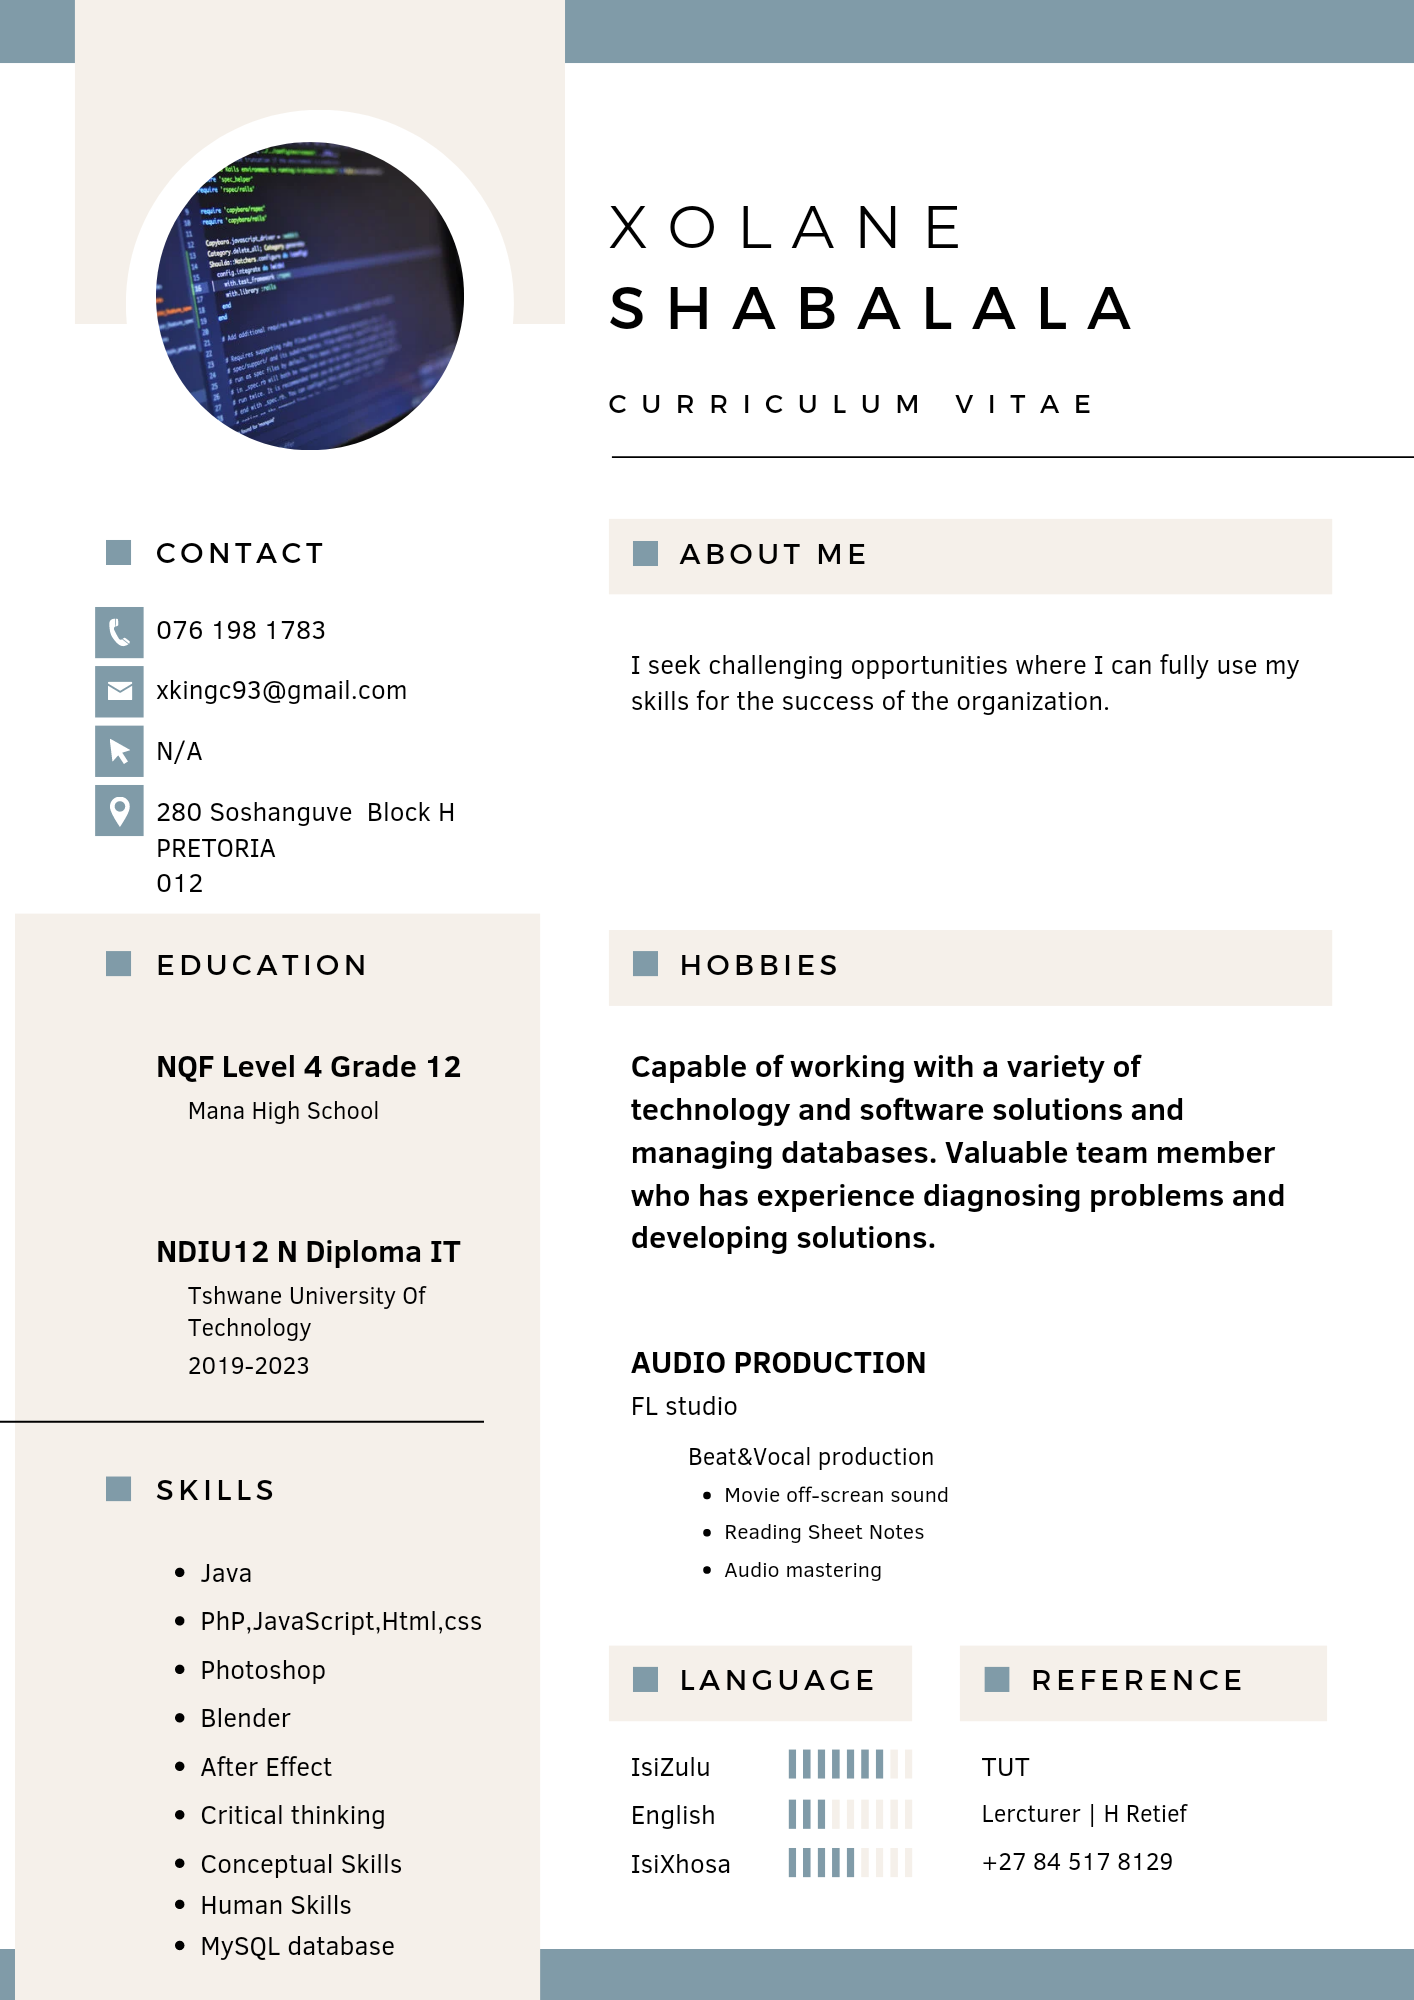 XOLANE
SHABALALA
CURRICULUM VITAE
CONTACT
076 198 1783
xkingc93@gmail.com
N/A
280 Soshanguve Block H
PRETORIA
012
EDUCATION
NQF Level 4 Grade 12
Mana High School
NDIU12 N Diploma IT
Tshwane University Of
Technology
2019-2023
SKILLS
Java
PhP,JavaScript,Html,css
Photoshop
Blender
After Effect
Critical thinking
Conceptual Skills
Human Skills
MySQL database
ABOUT ME
I seek challenging opportunities where I can fully use my
skills for the success of the organization.
HOBBIES
Capable of working with a variety of
technology and software solutions and
managing databases. Valuable team member
who has experience diagnosing problems and
developing solutions.
AUDIO PRODUCTION
FL studio
Beat&Vocal production
Movie off-screan sound
Reading Sheet Notes
Audio mastering
LANGUAGE
IsiZulu
English
IsiXhosa
REFERENCE
TUT
Lercturer | H Retief
+27 84 517 8129